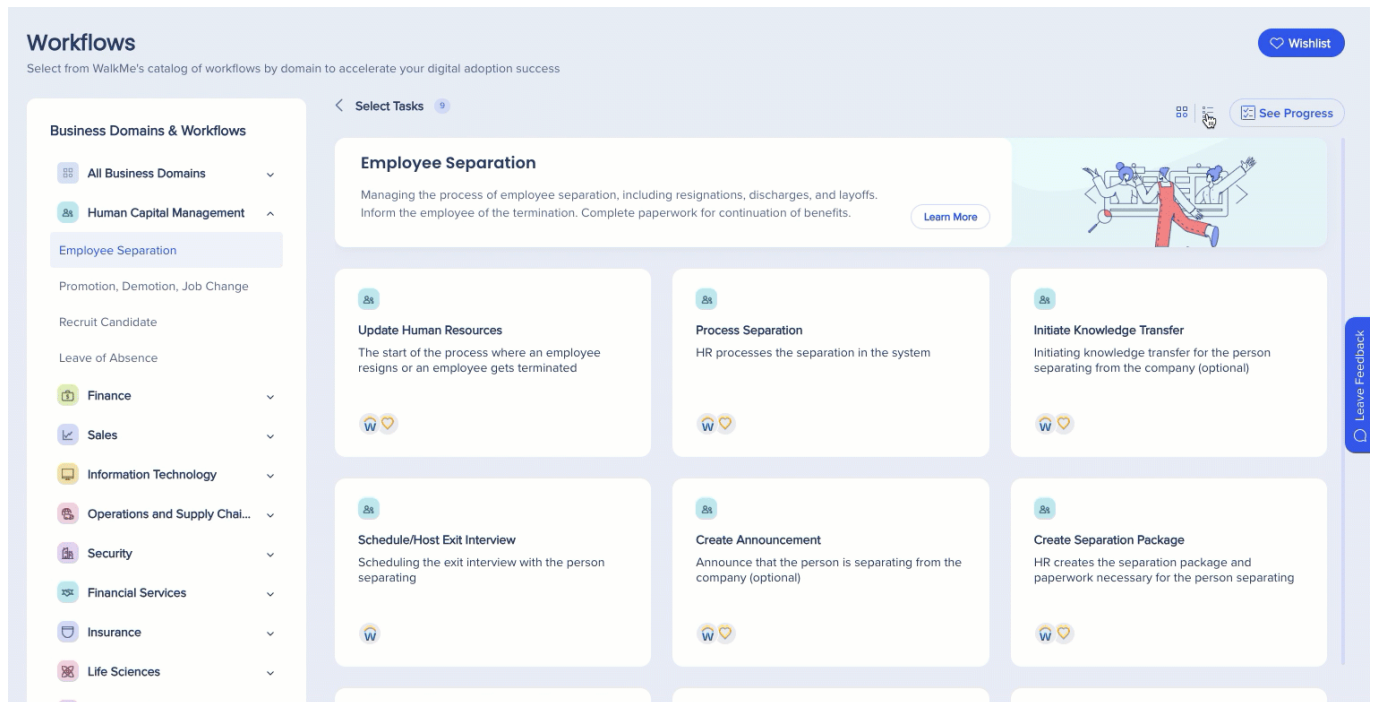 Workflows
Select from WalkMe's catalog of workflows by domain to accelerate your digital adoption success
Wishlist
Business Domains & Workflows
All Business Domains
Human Capital Management
Employee Separation
Promotion, Demotion, Job Change
Recruit Candidate
Leave of Absence
Finance
Sales
Information Technology
Operations and Supply Chai...
Security
Financial Services
Insurance
Life Sciences
Select Tasks 9
See Progress
Employee Separation
Managing the process of employee separation, including resignations, discharges, and layoffs.
Inform the employee of the termination. Complete paperwork for continuation of benefits.
Learn More
Update Human Resources
The start of the process where an employee
resigns or an employee gets terminated
W
Process Separation
HR processes the separation in the system
W
Initiate Knowledge Transfer
Initiating knowledge transfer for the person
separating from the company (optional)
W
Schedule/Host Exit Interview
Scheduling the exit interview with the person
separating
W
Create Announcement
Announce that the person is separating from the
company (optional)
W
Create Separation Package
HR creates the separation package and
paperwork necessary for the person separating
W
Leave Feedback